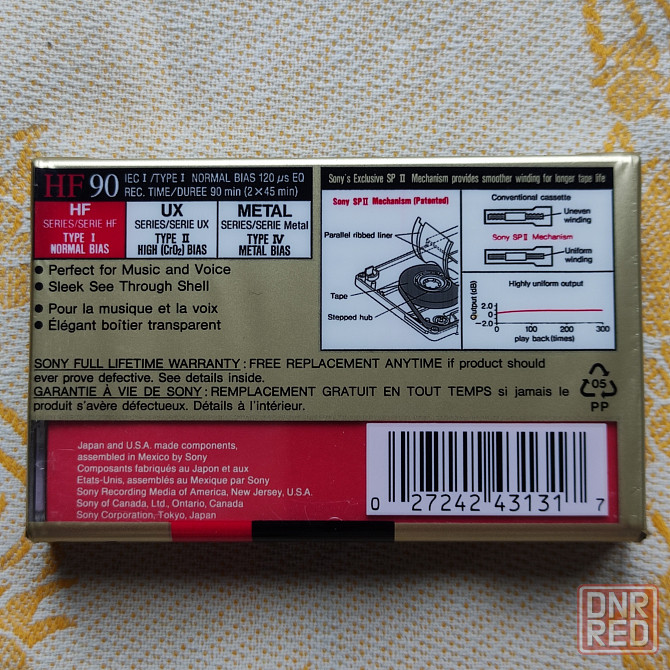 HF 90 IEC I /TYPE I NORMAL BIAS 120 µs EQ
REC. TIME/DUREE 90 min (2×45 min)
HF
SERIES/SERIE HF
TYPE I
NORMAL BIAS
UX
SERIES/SERIE UX
TYPE II
HIGH (CrO₂) BIAS
METAL
SERIES/SERIE Metal
TYPE IV
METAL BIAS
• Perfect for Music and Voice
• Sleek See Through Shell
• Pour la musique et la voix
• Élégant boîtier transparent
Sony's Exclusive SP II Mechanism provides smoother winding for longer tape life
Sony SPII Mechanism (Patented)
Parallel ribbed liner
Tape
Stepped hub
Conventional cassette
Uneven
winding
Sony SPII Mechanism
Uniform
winding
Highly uniform output
Output (dB)
2.0
0
−2.0
0 100 200 300
play back (times)
SONY FULL LIFETIME WARRANTY : FREE REPLACEMENT ANYTIME if product should
ever prove defective. See details inside.
GARANTIE À VIE DE SONY : REMPLACEMENT GRATUIT EN TOUT TEMPS si jamais le
produit s'avère défectueux. Détails à l'intérieur.
05
PP
Japan and U.S.A. made components,
assembled in Mexico by Sony
Composants fabriqués au Japon et aux
Etats-Unis, assemblés au Mexique par Sony
Sony Recording Media of America, New Jersey, U.S.A.
Sony of Canada, Ltd., Ontario, Canada
Sony Corporation, Tokyo, Japan
0 27242 43131 7
DNR
RED